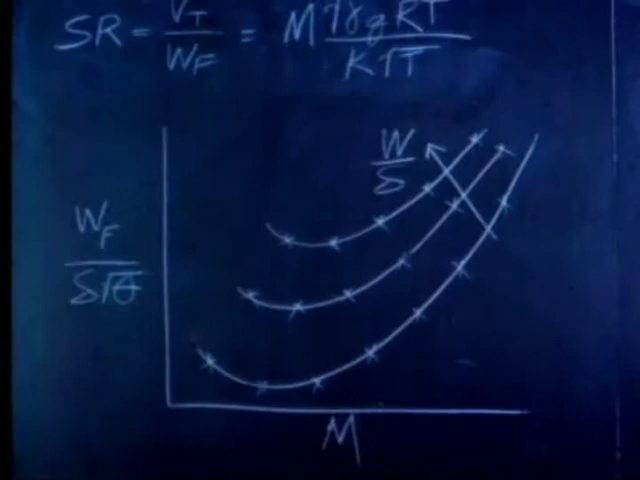 SR = V_T / W_F = M √γgRT / K√T
W/δ
W_F / δ√θ
M